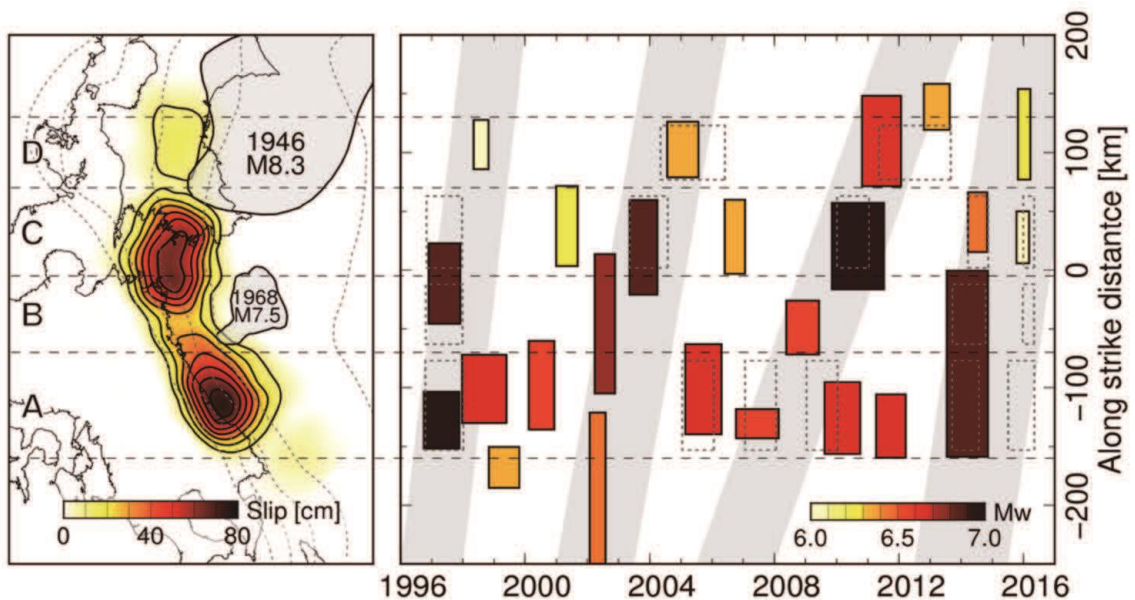 D
C
B
A
1946
M8.3
1968
M7.5
Slip [cm]
0 40 80
200
100
0
−100
−200
Along strike distantce [km]
Mw
6.0 6.5 7.0
1996 2000 2004 2008 2012 2016